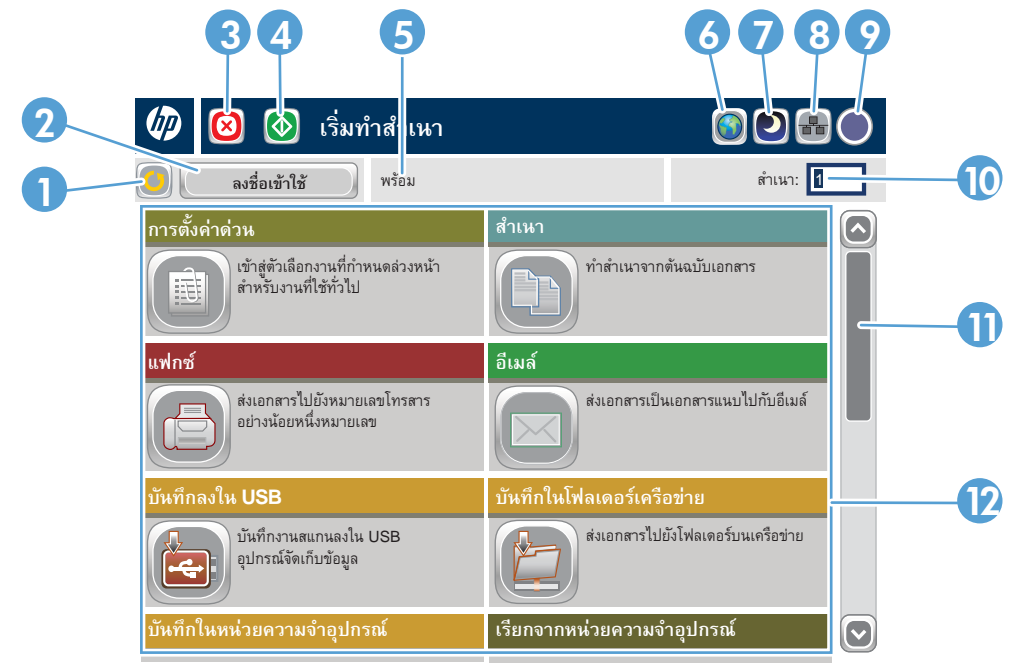 3 4 5 6 7 8 9
2
hp เริ่มทำสำเนา
1 ลงชื่อเข้าใช้ พร้อม สำเนา: 1 10
การตั้งค่าด่วน
เข้าสู่ตัวเลือกงานที่กำหนดล่วงหน้า
สำหรับงานที่ใช้ทั่วไป
สำเนา
ทำสำเนาจากต้นฉบับเอกสาร
11
แฟกซ์
ส่งเอกสารไปยังหมายเลขโทรสาร
อย่างน้อยหนึ่งหมายเลข
อีเมล์
ส่งเอกสารเป็นเอกสารแนบไปกับอีเมล์
บันทึกลงใน USB
บันทึกงานสแกนลงใน USB
อุปกรณ์จัดเก็บข้อมูล
บันทึกในโฟลเดอร์เครือข่าย
ส่งเอกสารไปยังโฟลเดอร์บนเครือข่าย
12
บันทึกในหน่วยความจำอุปกรณ์
เรียกจากหน่วยความจำอุปกรณ์